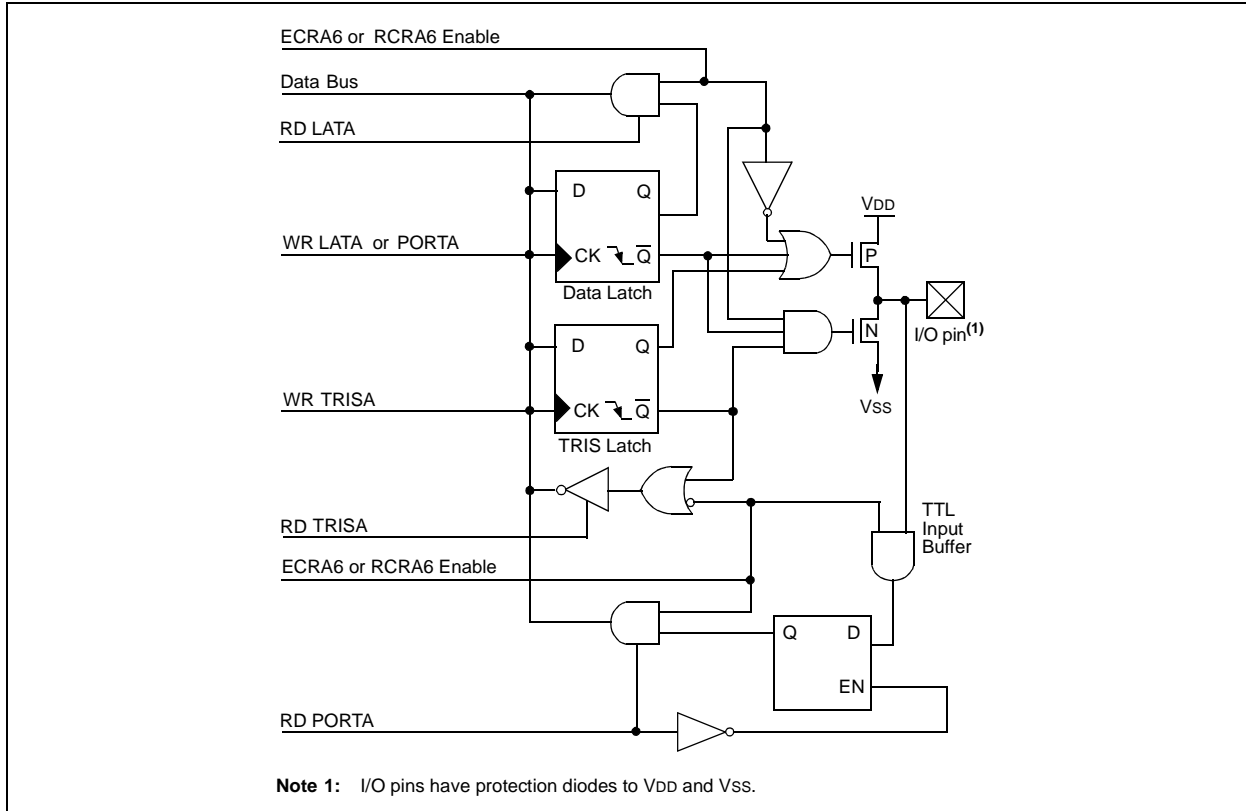 ECRA6 or RCRA6 Enable
Data Bus
RD LATA
D Q
VDD
WR LATA or PORTA
CK Q
P
Data Latch
N
I/O pin(1)
D Q
WR TRISA
CK Q
VSS
TRIS Latch
TTL
Input
Buffer
RD TRISA
ECRA6 or RCRA6 Enable
Q D
EN
RD PORTA
Note 1: I/O pins have protection diodes to VDD and VSS.